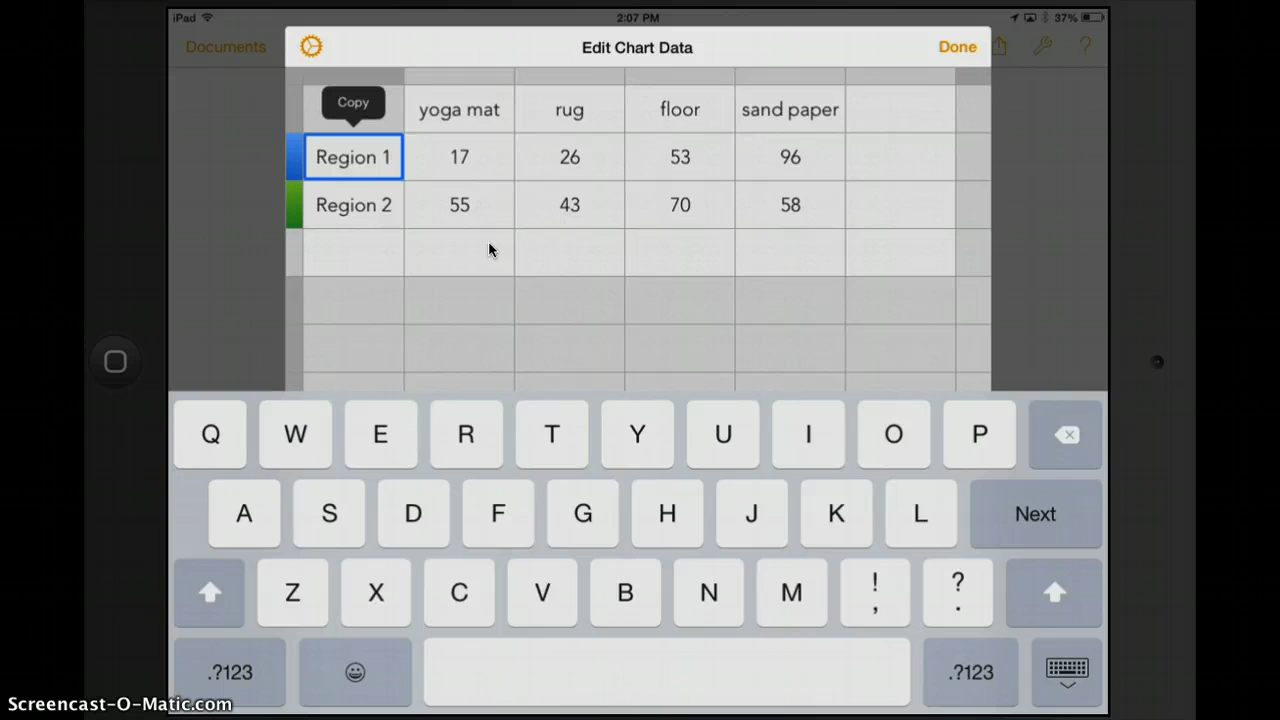 iPad 2:07 PM 37%
Documents Edit Chart Data Done ?
Copy
yoga mat rug floor sand paper
Region 1 17 26 53 96
Region 2 55 43 70 58
Q W E R T Y U I O P
A S D F G H J K L Next
Z X C V B N M ! , ? .
.?123 .?123
Screencast-O-Matic.com